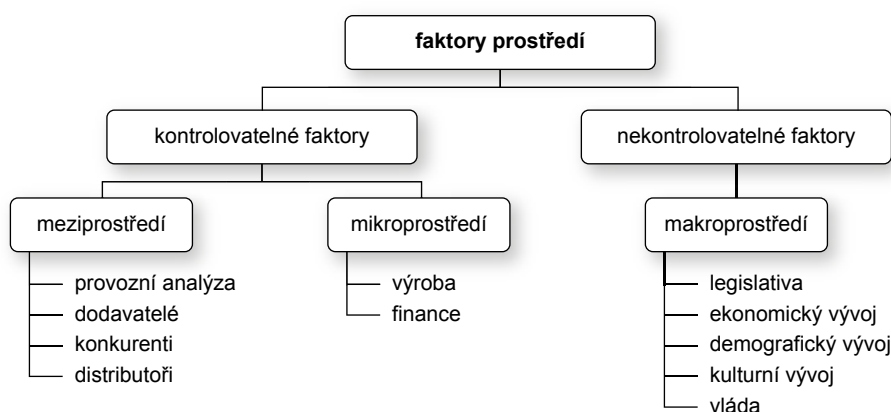 faktory prostředí
kontrolovatelné faktory
nekontrolovatelné faktory
meziprostředí
mikroprostředí
makroprostředí
provozní analýza
dodavatelé
konkurenti
distributoři
výroba
finance
legislativa
ekonomický vývoj
demografický vývoj
kulturní vývoj
vláda